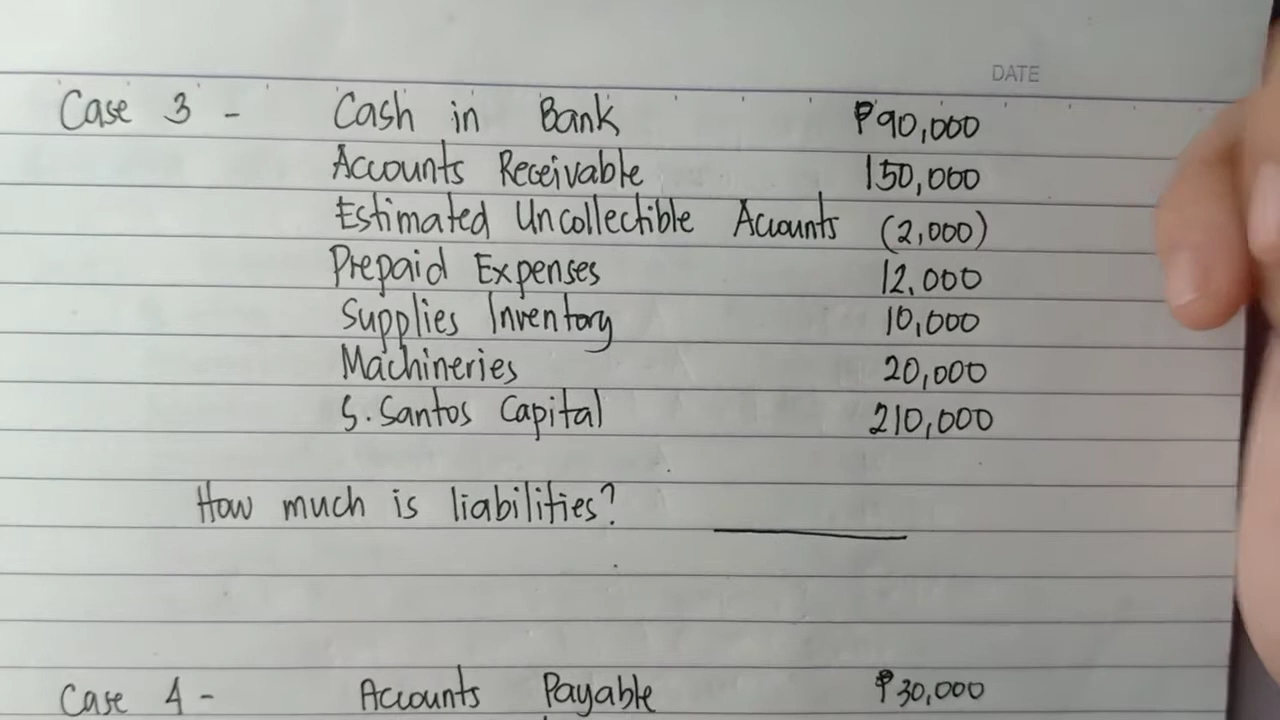 DATE
Case 3 - Cash in Bank ₱90,000
Accounts Receivable 150,000
Estimated Uncollectible Accounts (2,000)
Prepaid Expenses 12,000
Supplies Inventory 10,000
Machineries 20,000
S. Santos Capital 210,000
How much is liabilities?
Case 4 - Accounts Payable ₱30,000